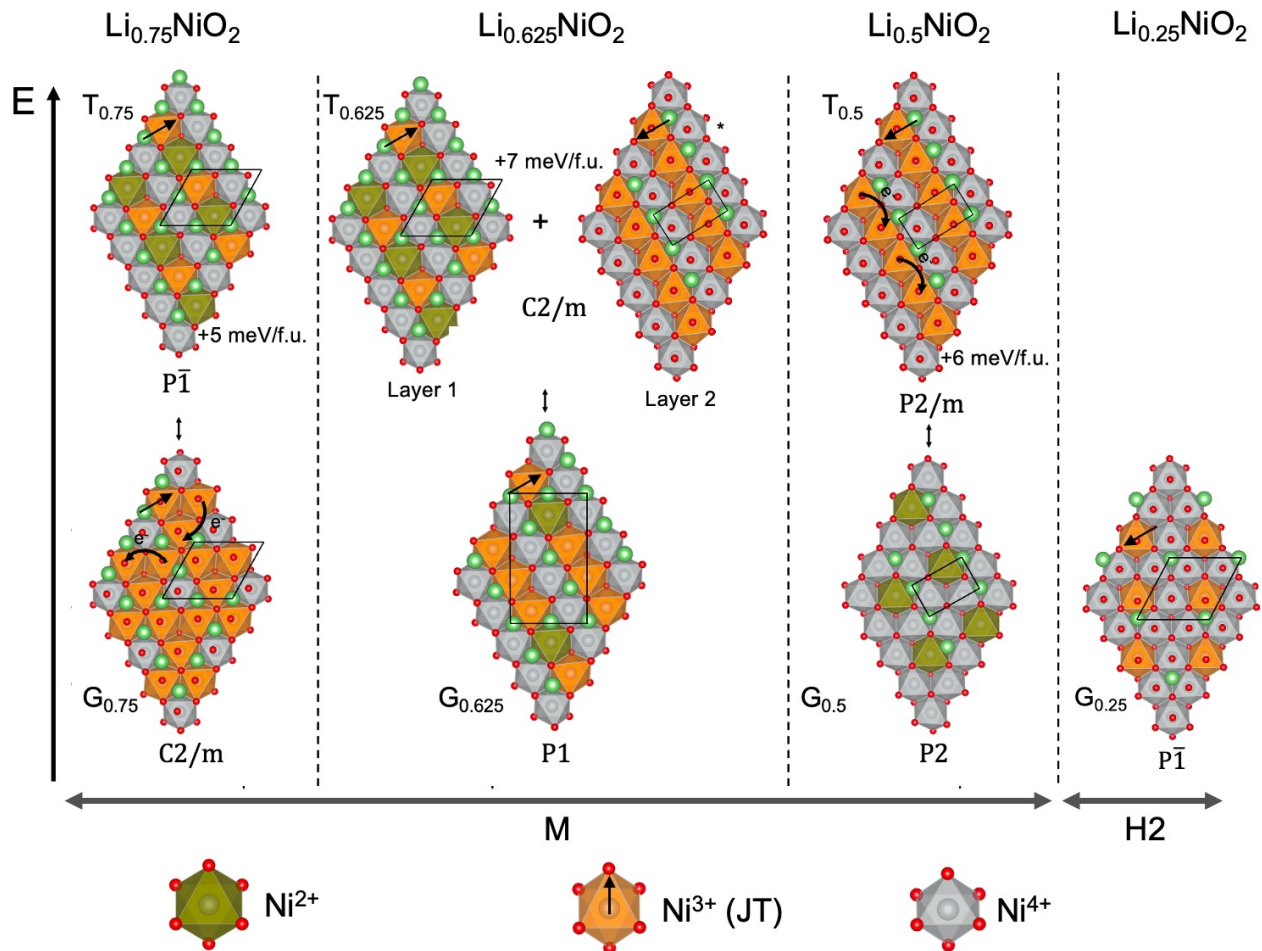 Li0.75NiO2
Li0.625NiO2
Li0.5NiO2
Li0.25NiO2
E
T0.75
T0.625
*
T0.5
+7 meV/f.u.
e-
+
e-
C2/m
+5 meV/f.u.
+6 meV/f.u.
P1̄
Layer 1
Layer 2
P2/m
e-
e-
G0.75
G0.625
G0.5
G0.25
C2/m
P1
P2
P1̄
M
H2
Ni2+
Ni3+ (JT)
Ni4+